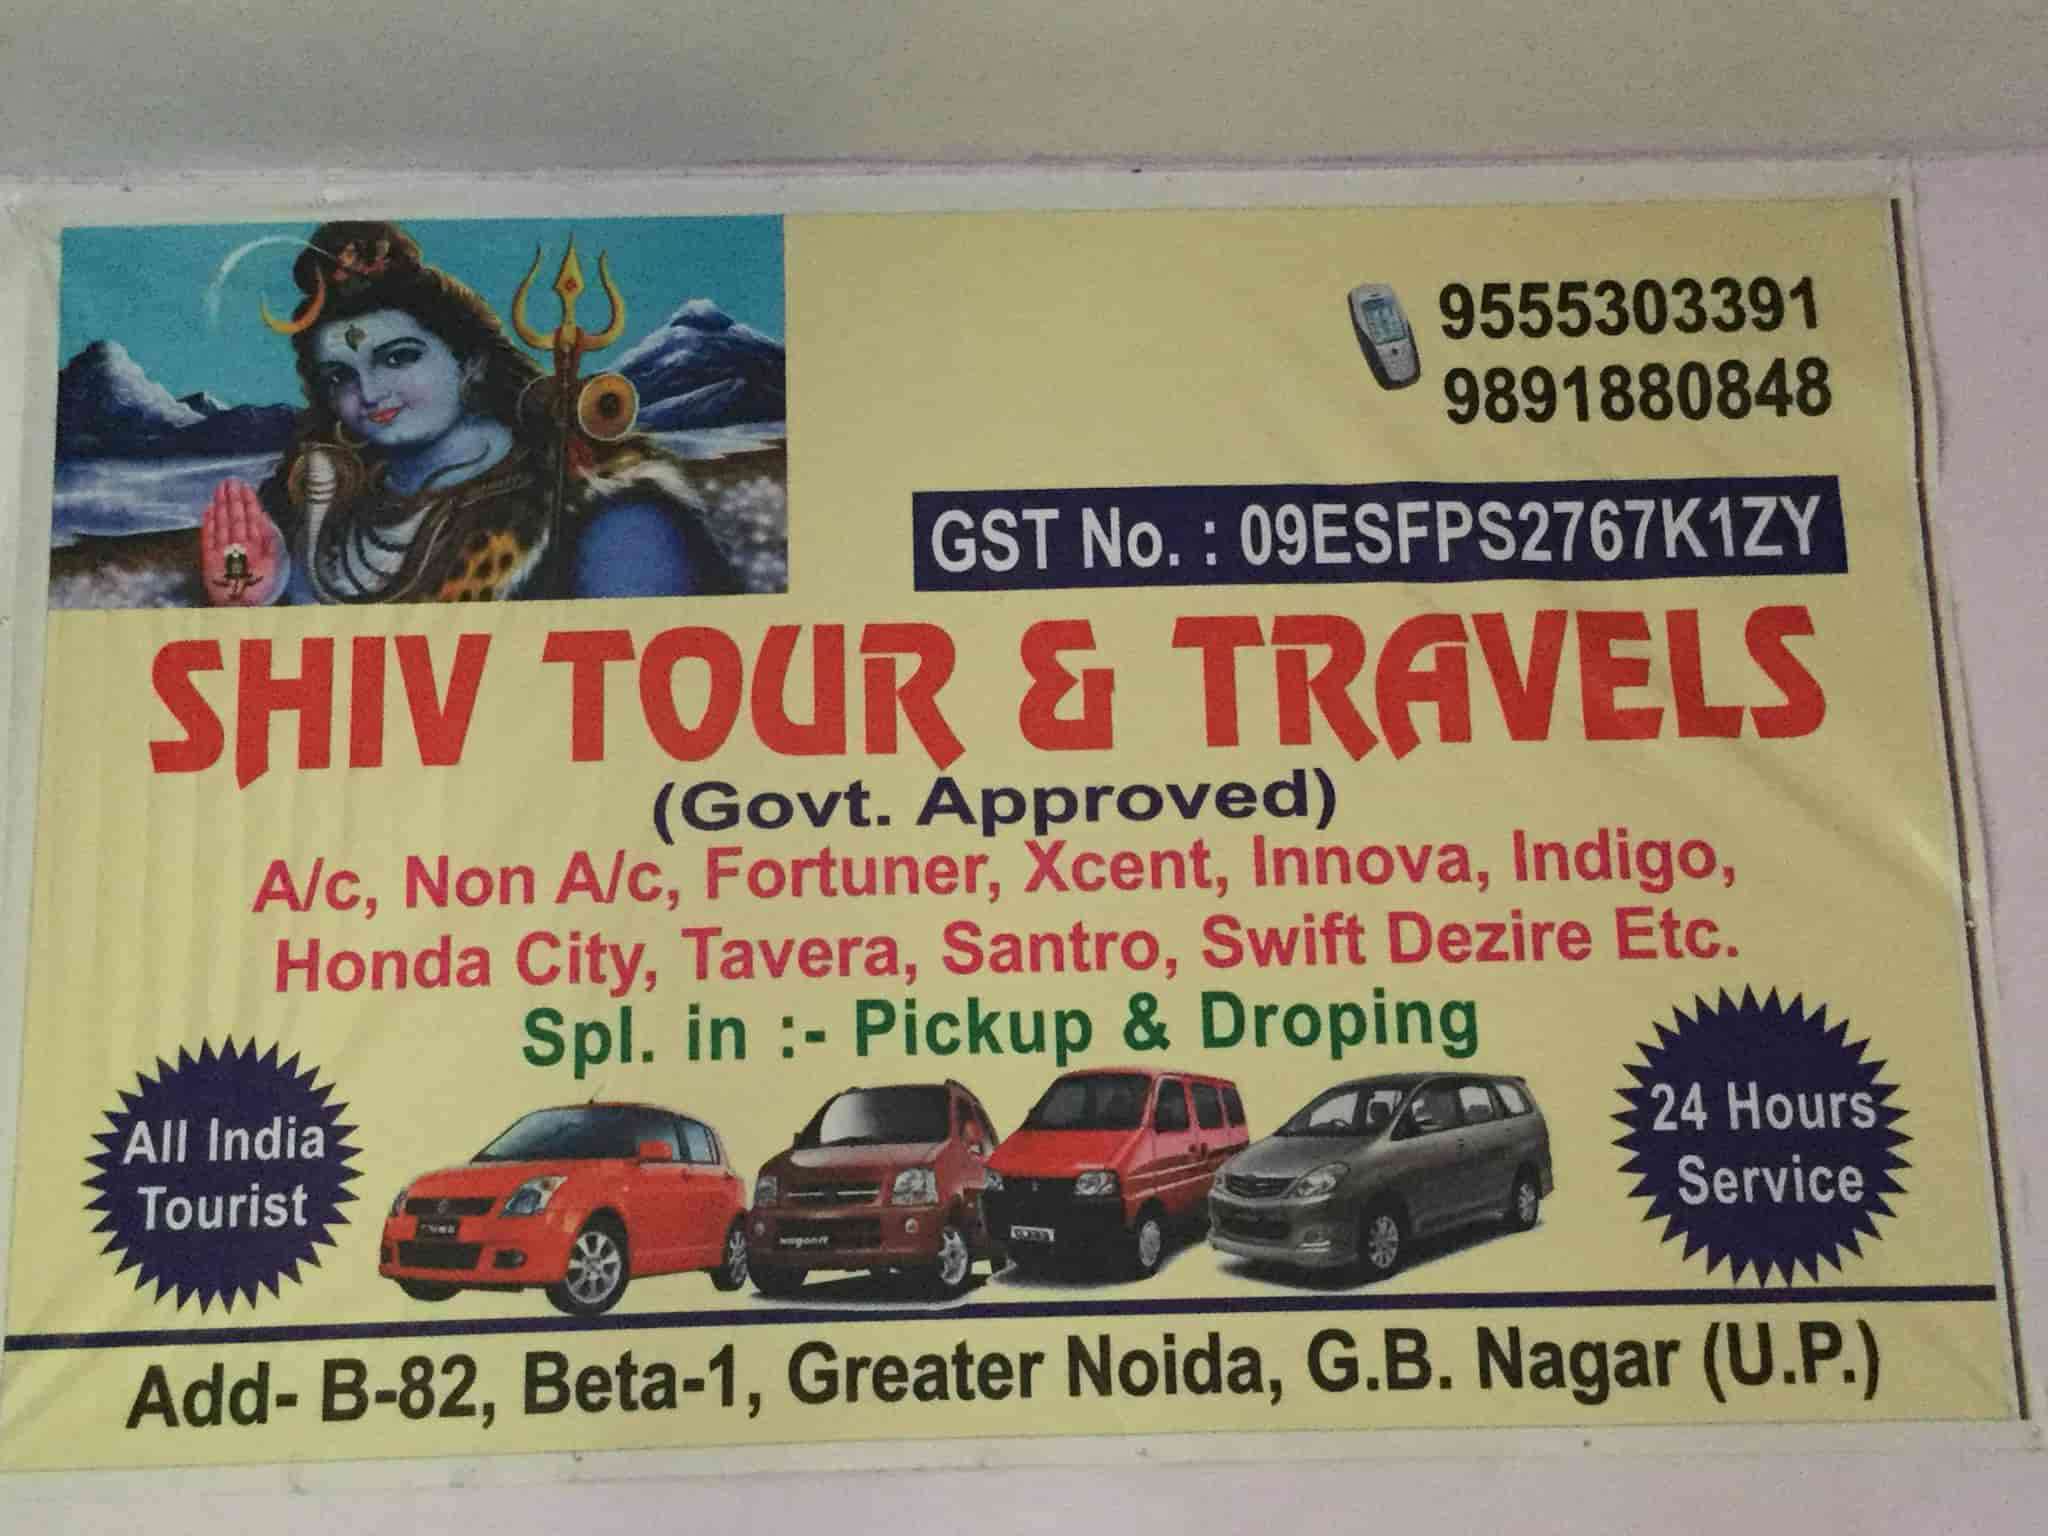 9555303391
9891880848
GST No. : 09ESFPS2767K1ZY
SHIV TOUR & TRAVELS
(Govt. Approved)
A/c, Non A/c, Fortuner, Xcent, Innova, Indigo,
Honda City, Tavera, Santro, Swift Dezire Etc.
Spl. in :- Pickup & Droping
All India
Tourist
24 Hours
Service
wagonR
Add- B-82, Beta-1, Greater Noida, G.B. Nagar (U.P.)